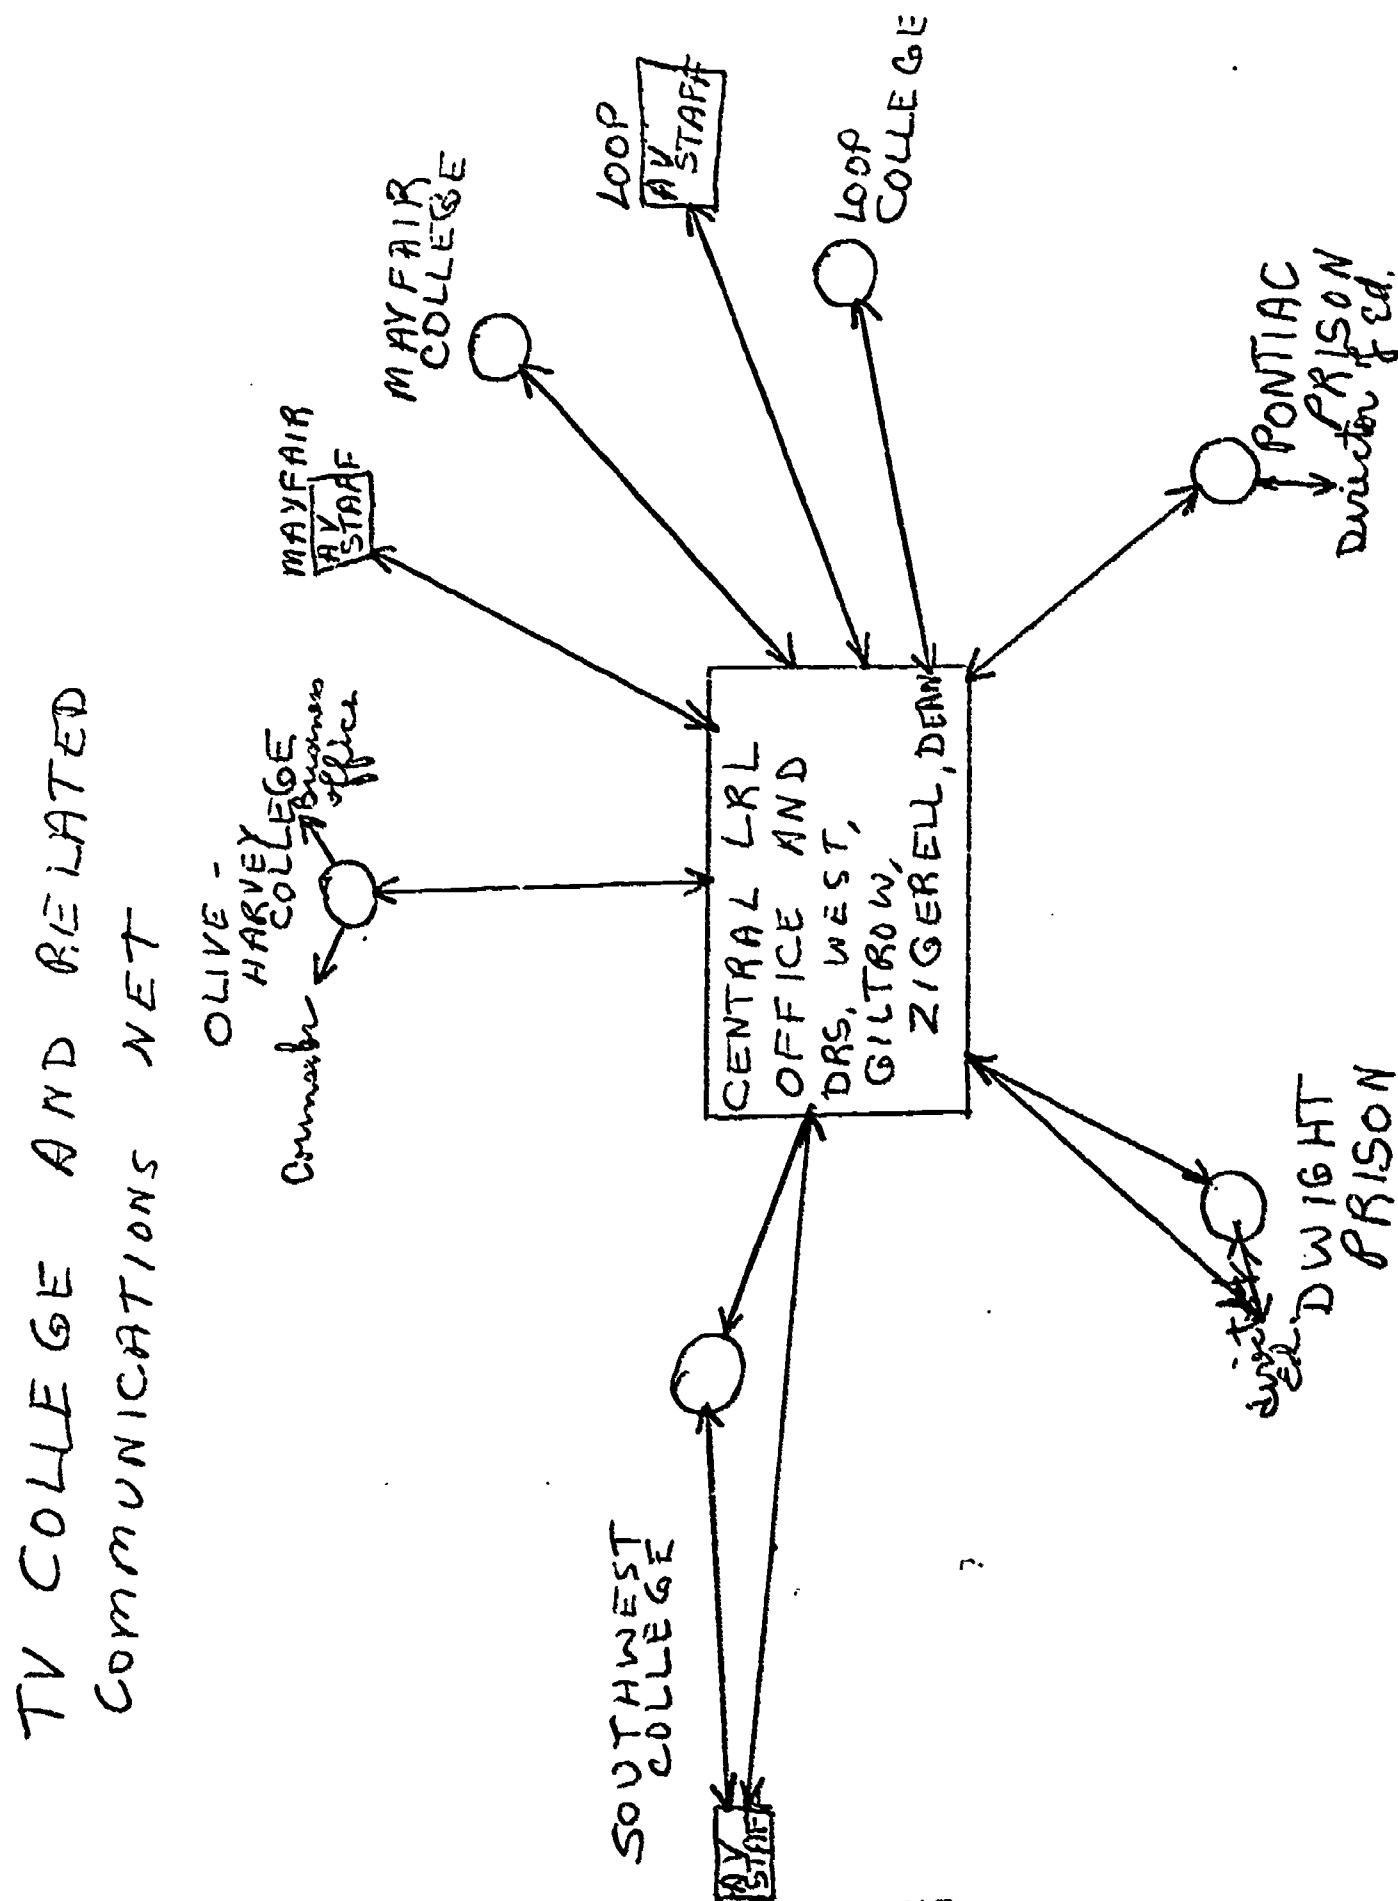 TV COLLEGE AND RELATED
COMMUNICATIONS NET
OLIVE-
HARVEY
COLLEGE
Business
office
Counselor
MAYFAIR
AV
STAFF
MAYFAIR
COLLEGE
LOOP
AV
STAFF
LOOP
COLLEGE
CENTRAL LRL
OFFICE AND
DRS. WEST,
GILTROW,
ZIGERELL, DEAN
SOUTHWEST
COLLEGE
AV
STAFF
PONTIAC
PRISON
Director of Ed.
DWIGHT
PRISON
Ed.